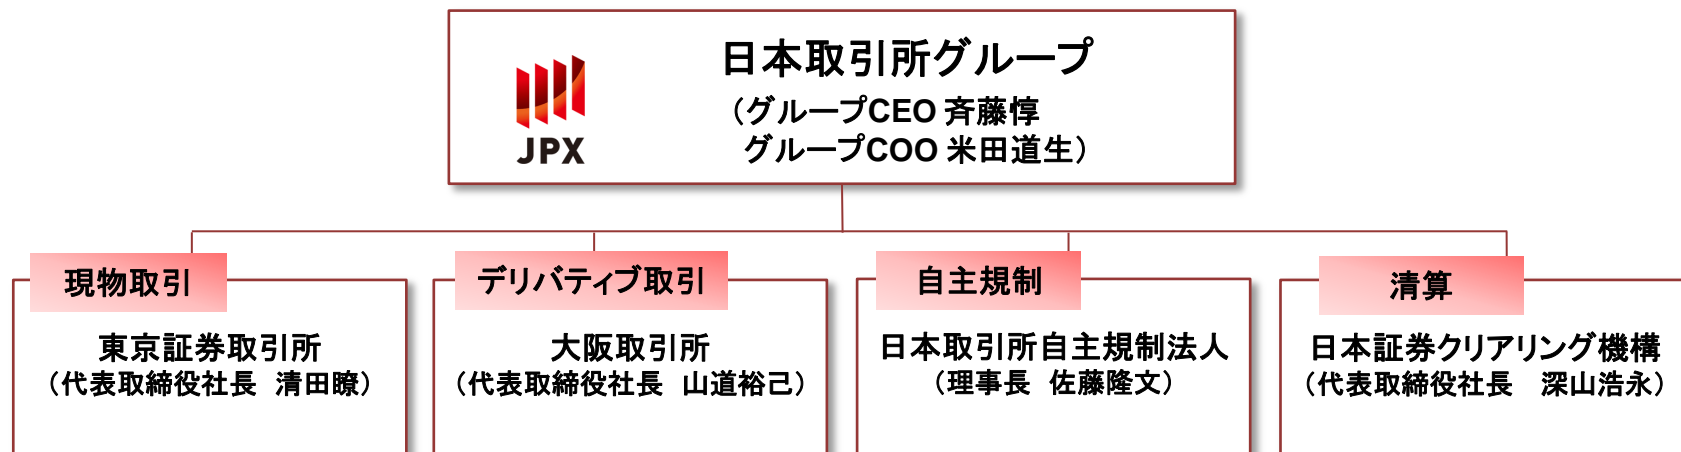 日本取引所グループ
（グループCEO 斉藤惇
グループCOO 米田道生）
JPX
現物取引
東京証券取引所
（代表取締役社長　清田瞭）
デリバティブ取引
大阪取引所
（代表取締役社長　山道裕己）
自主規制
日本取引所自主規制法人
（理事長　佐藤隆文）
清算
日本証券クリアリング機構
（代表取締役社長　深山浩永）